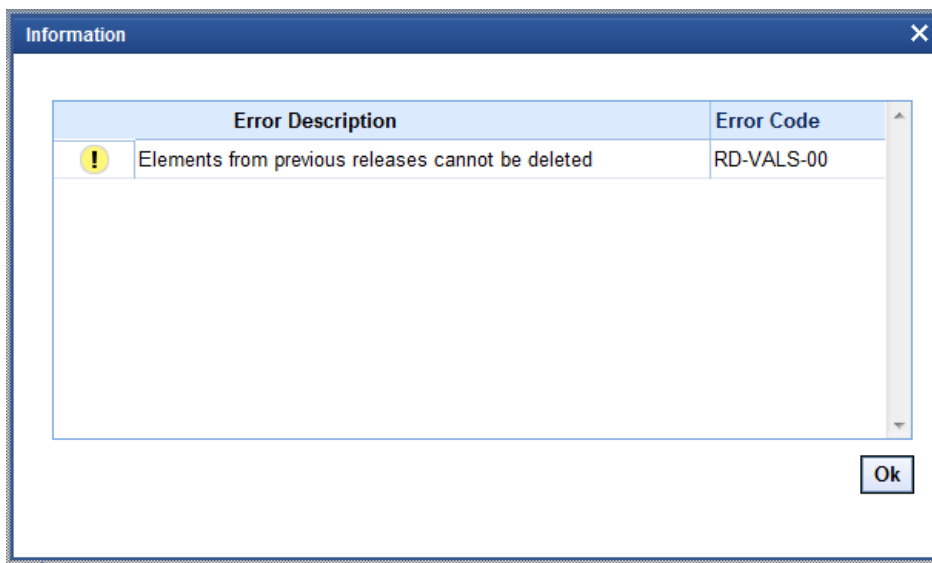 Information
Error Description Error Code
! Elements from previous releases cannot be deleted RD-VALS-00
Ok